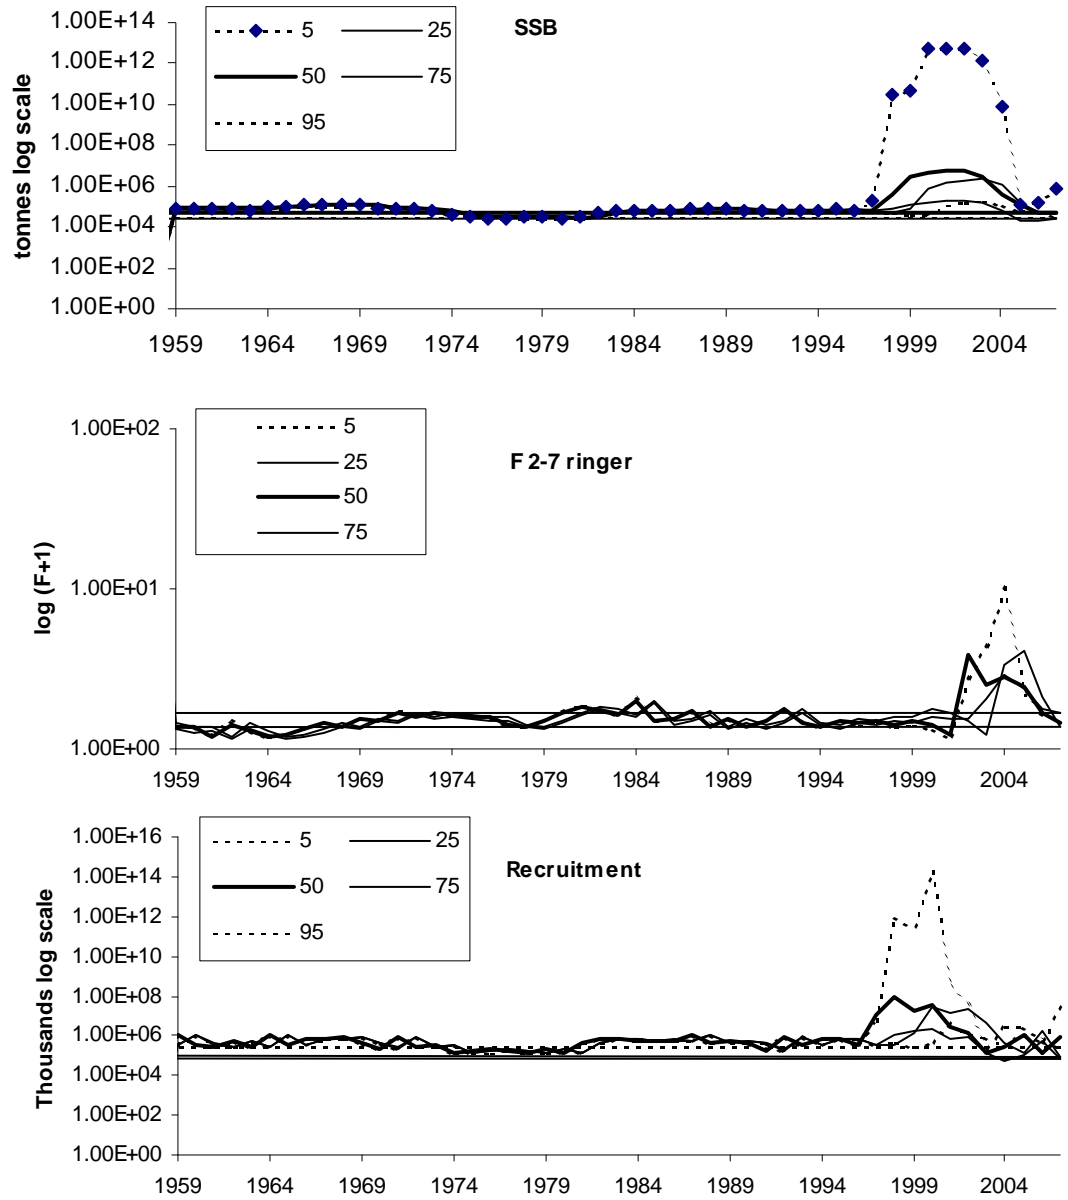 SSB
5 25
50 75
95
tonnes log scale
1.00E+14
1.00E+12
1.00E+10
1.00E+08
1.00E+06
1.00E+04
1.00E+02
1.00E+00
1959 1964 1969 1974 1979 1984 1989 1994 1999 2004
F 2-7 ringer
5
25
50
75
log (F+1)
1.00E+02
1.00E+01
1.00E+00
1959 1964 1969 1974 1979 1984 1989 1994 1999 2004
Recruitment
5 25
50 75
95
Thousands log scale
1.00E+16
1.00E+14
1.00E+12
1.00E+10
1.00E+08
1.00E+06
1.00E+04
1.00E+02
1.00E+00
1959 1964 1969 1974 1979 1984 1989 1994 1999 2004